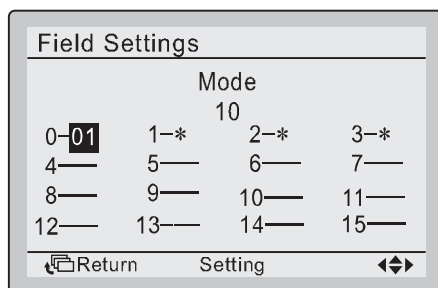 Field Settings
Mode
10
0-01 1-* 2-* 3-*
4-— 5-— 6-— 7-—
8-— 9-— 10-— 11-—
12-— 13-— 14-— 15-—
Return Setting